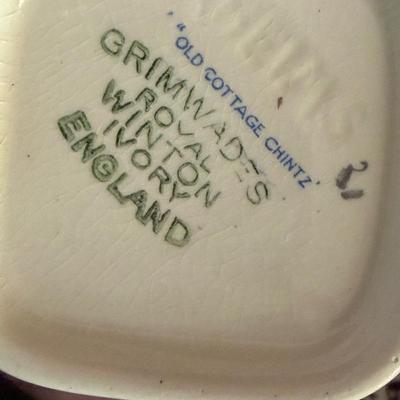 "OLD COTTAGE CHINTZ'
GRIMWADES
ROYAL
WINTON
IVORY
ENGLAND